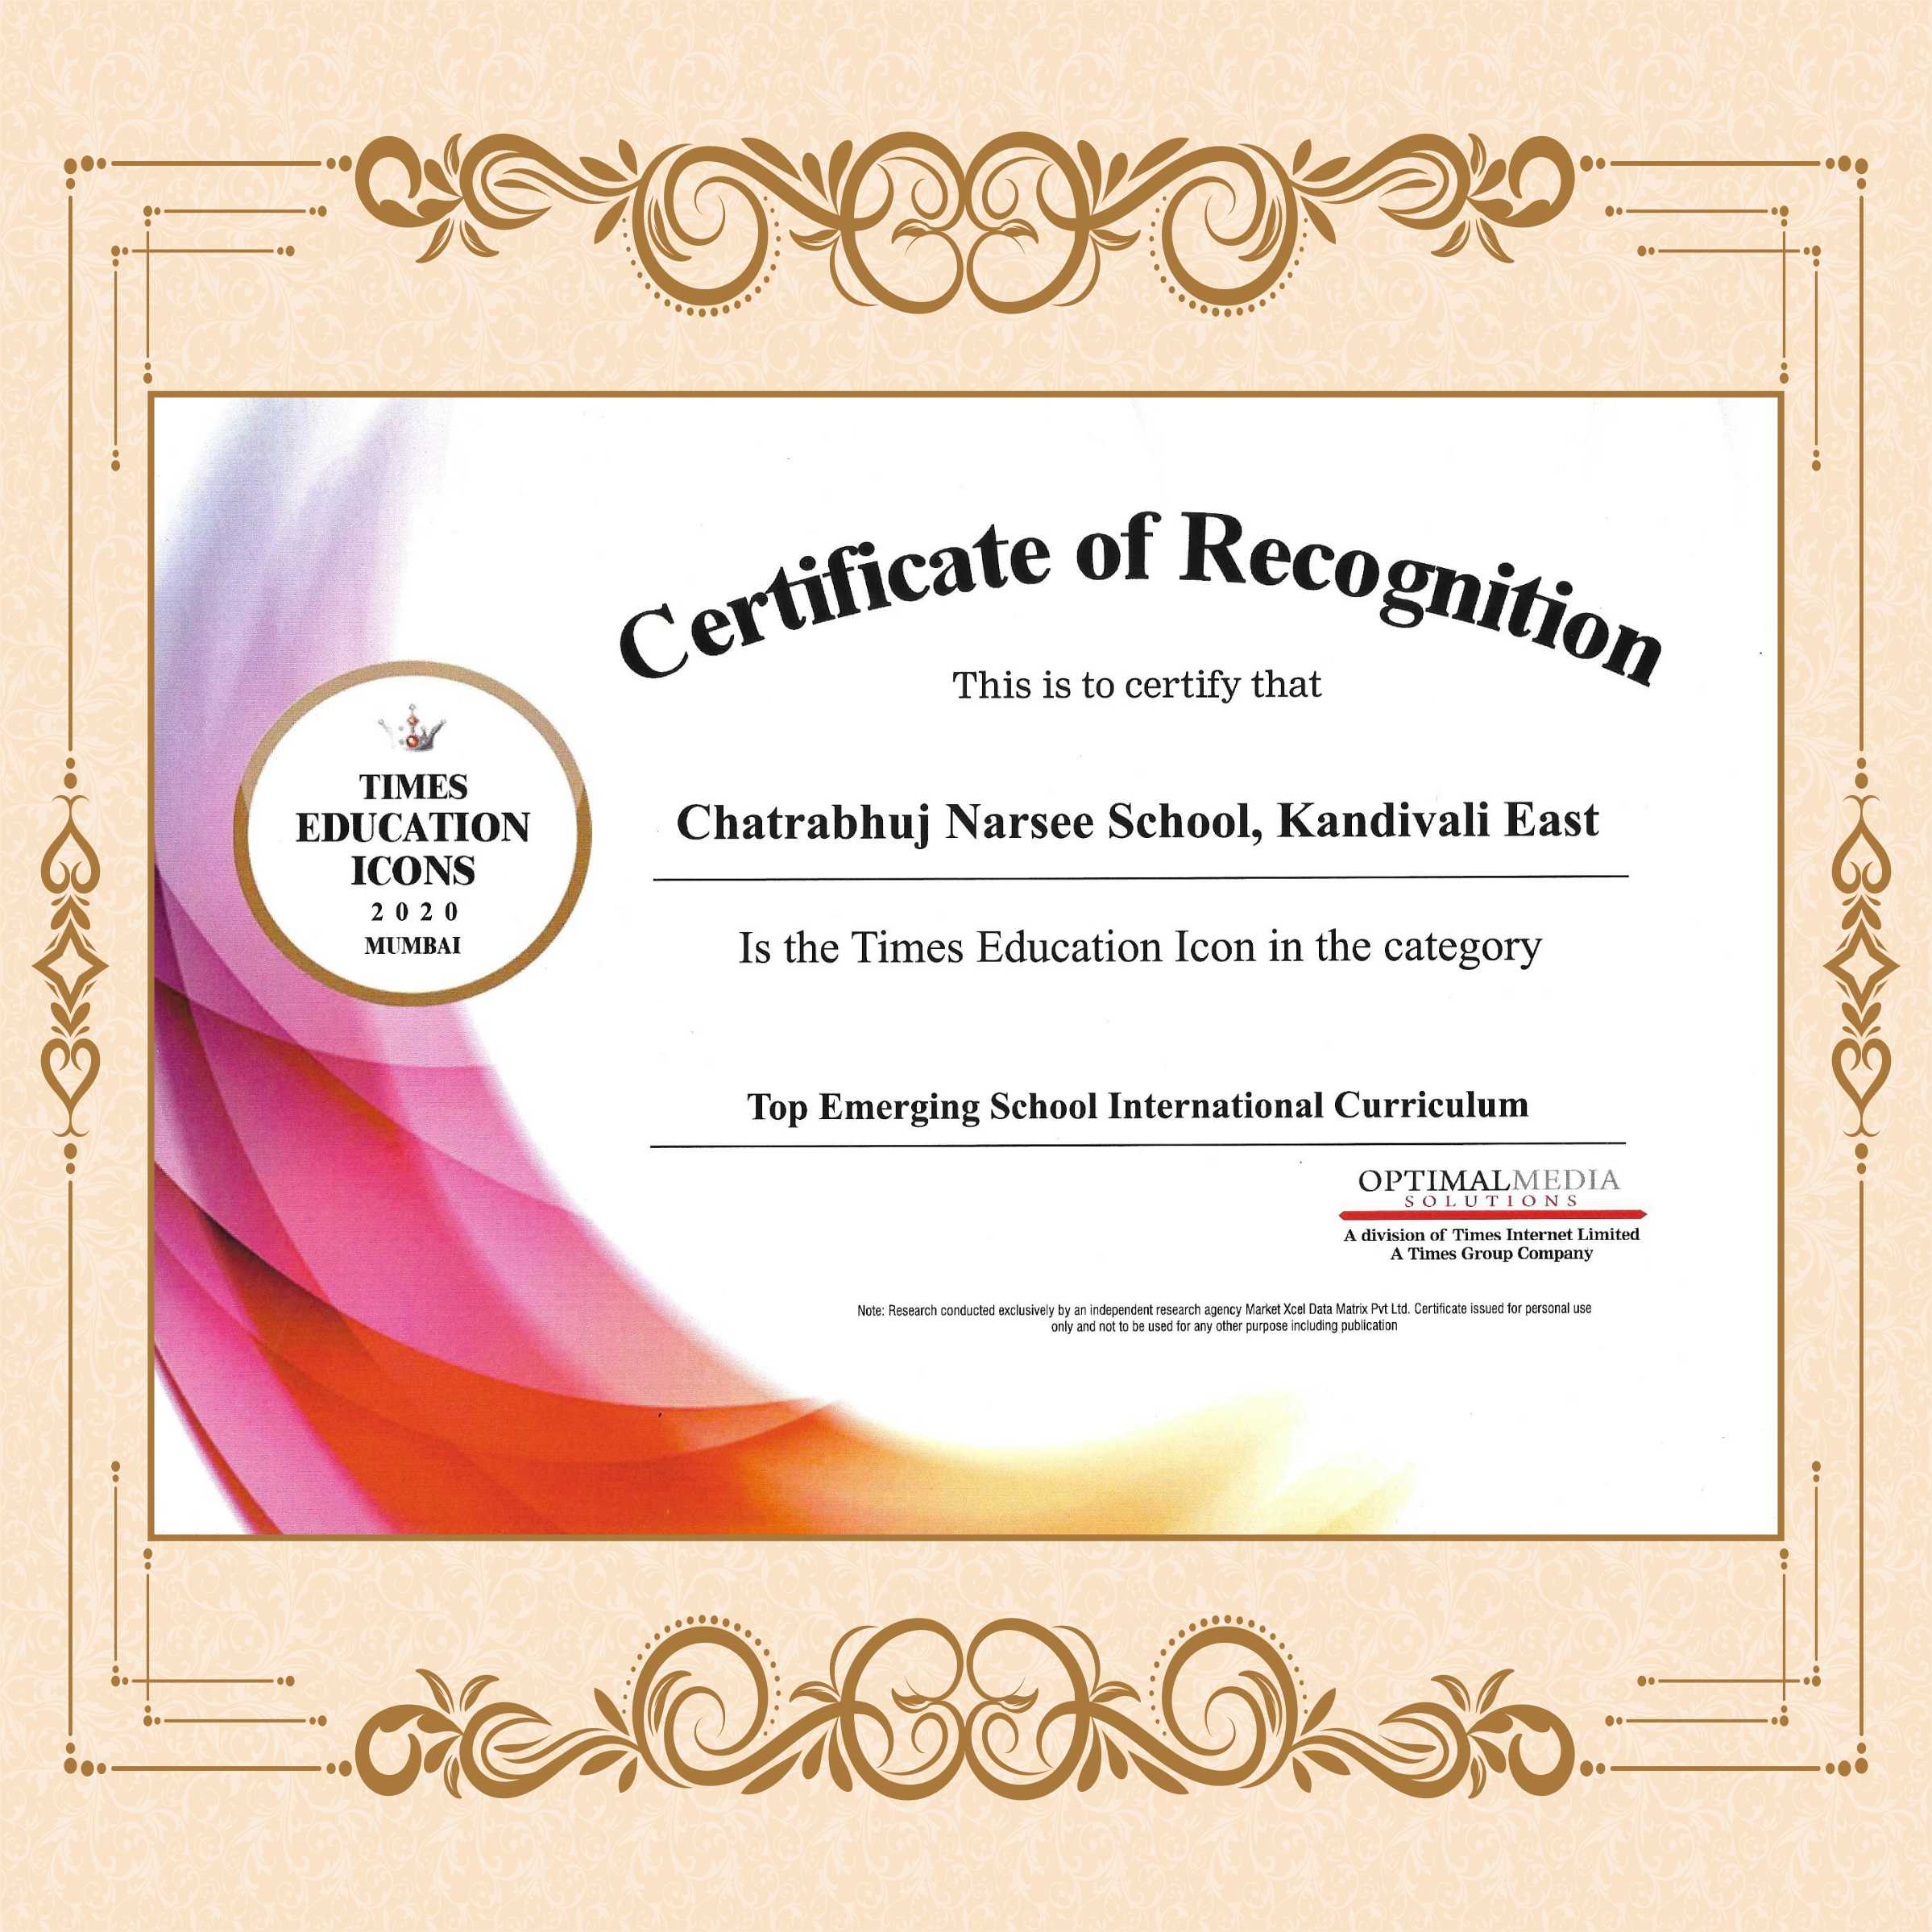 Certificate of Recognition
This is to certify that
TIMES
EDUCATION
ICONS
2020
MUMBAI
Chatrabhuj Narsee School, Kandivali East
Is the Times Education Icon in the category
Top Emerging School International Curriculum
OPTIMALMEDIA
SOLUTIONS
A division of Times Internet Limited
A Times Group Company
Note: Research conducted exclusively by an independent research agency Market Xcel Data Matrix Pvt Ltd. Certificate issued for personal use
only and not to be used for any other purpose including publication